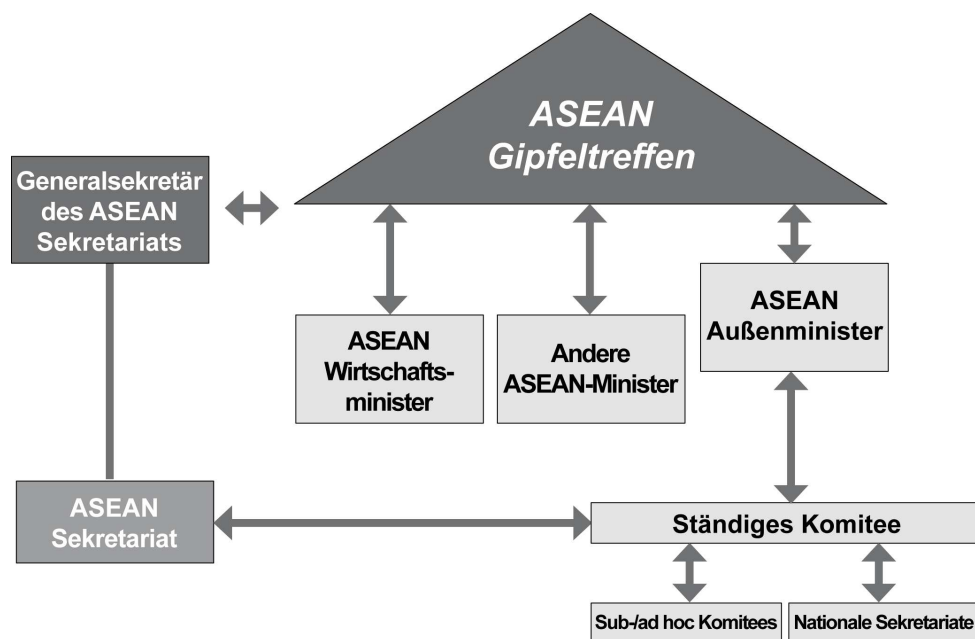 ASEAN
Gipfeltreffen
Generalsekretär
des ASEAN
Sekretariats
ASEAN
Wirtschafts-
minister
Andere
ASEAN-Minister
ASEAN
Außenminister
ASEAN
Sekretariat
Ständiges Komitee
Sub-/ad hoc Komitees
Nationale Sekretariate